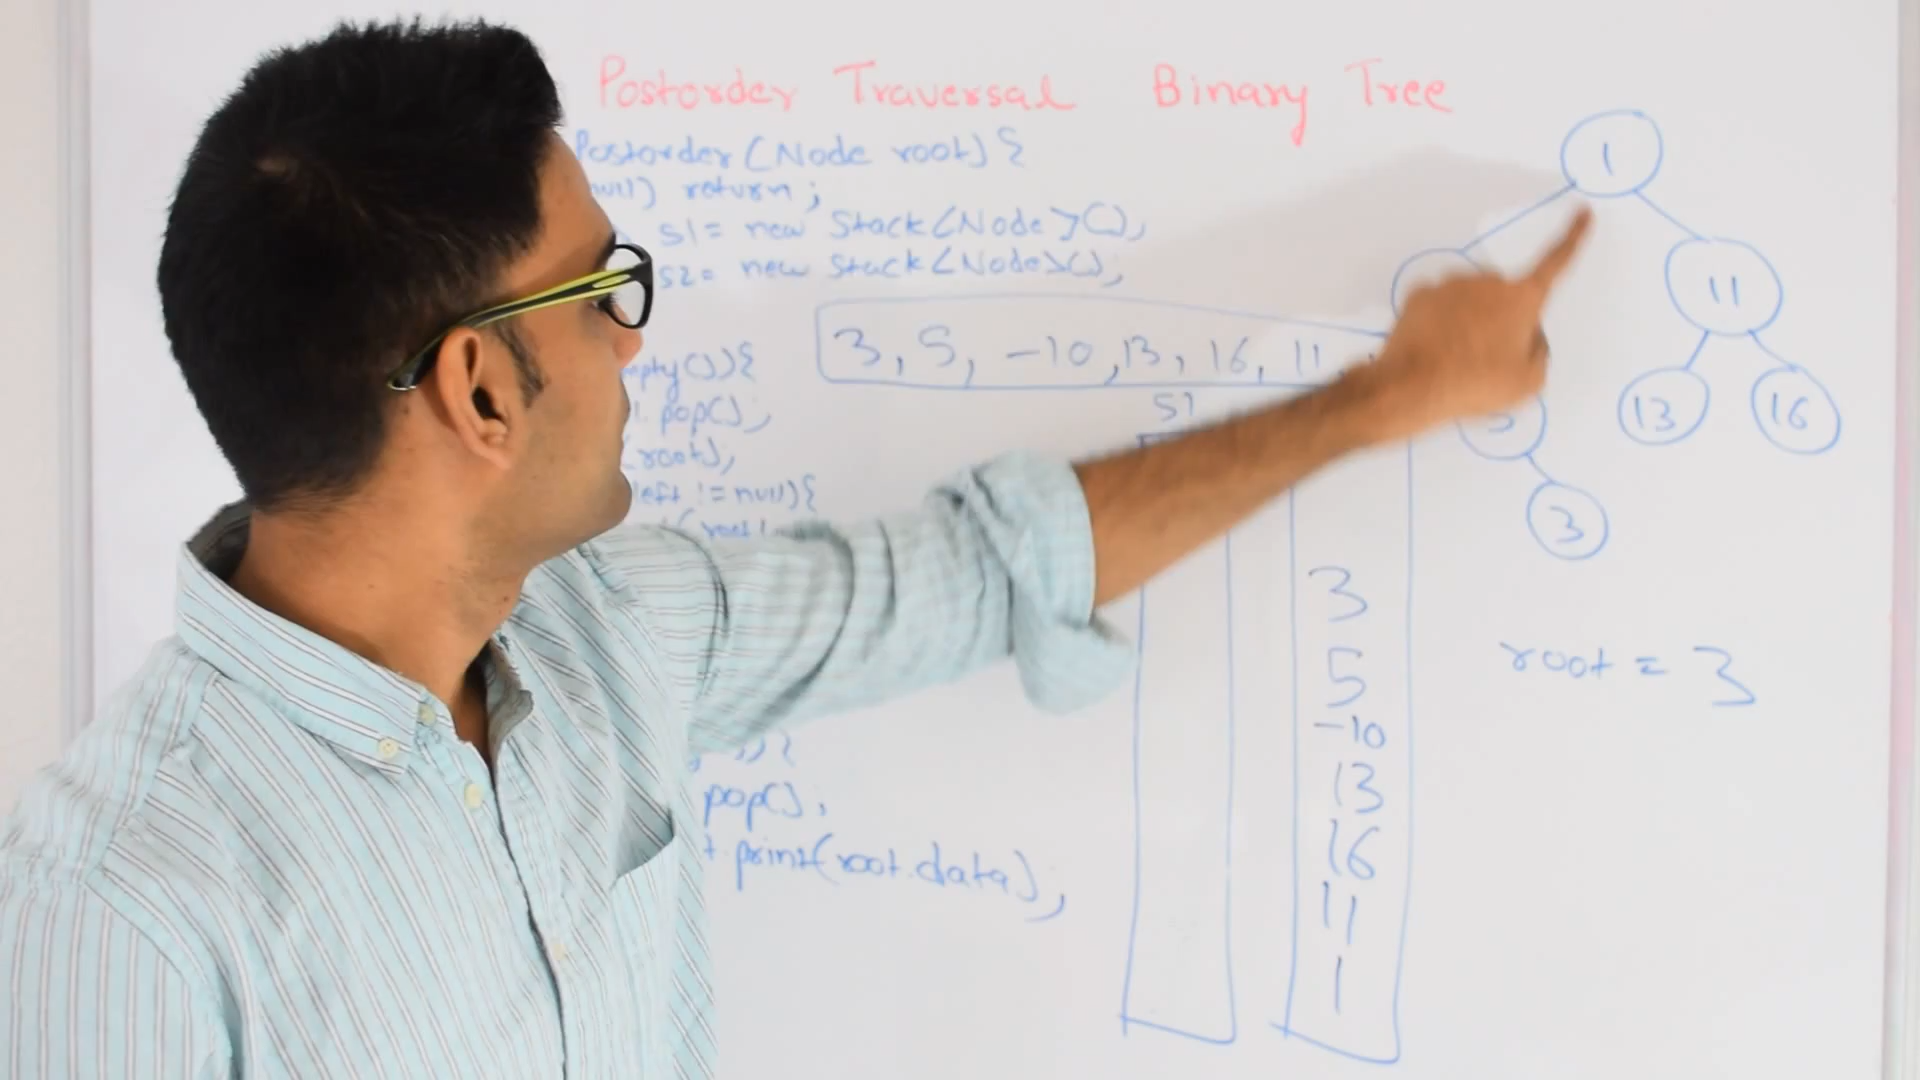 Postorder Traversal Binary Tree
Postorder (Node root) {
null) return;
s1 = new Stack<Node>();
s2 = new Stack<Node>();
3, 5, -10, 13, 16, 11
empty()){
.pop();
(root);
left != null){
pop();
print(root.data);
S1
3
5
-10
13
16
11
1
1
11
13
16
3
root = 3